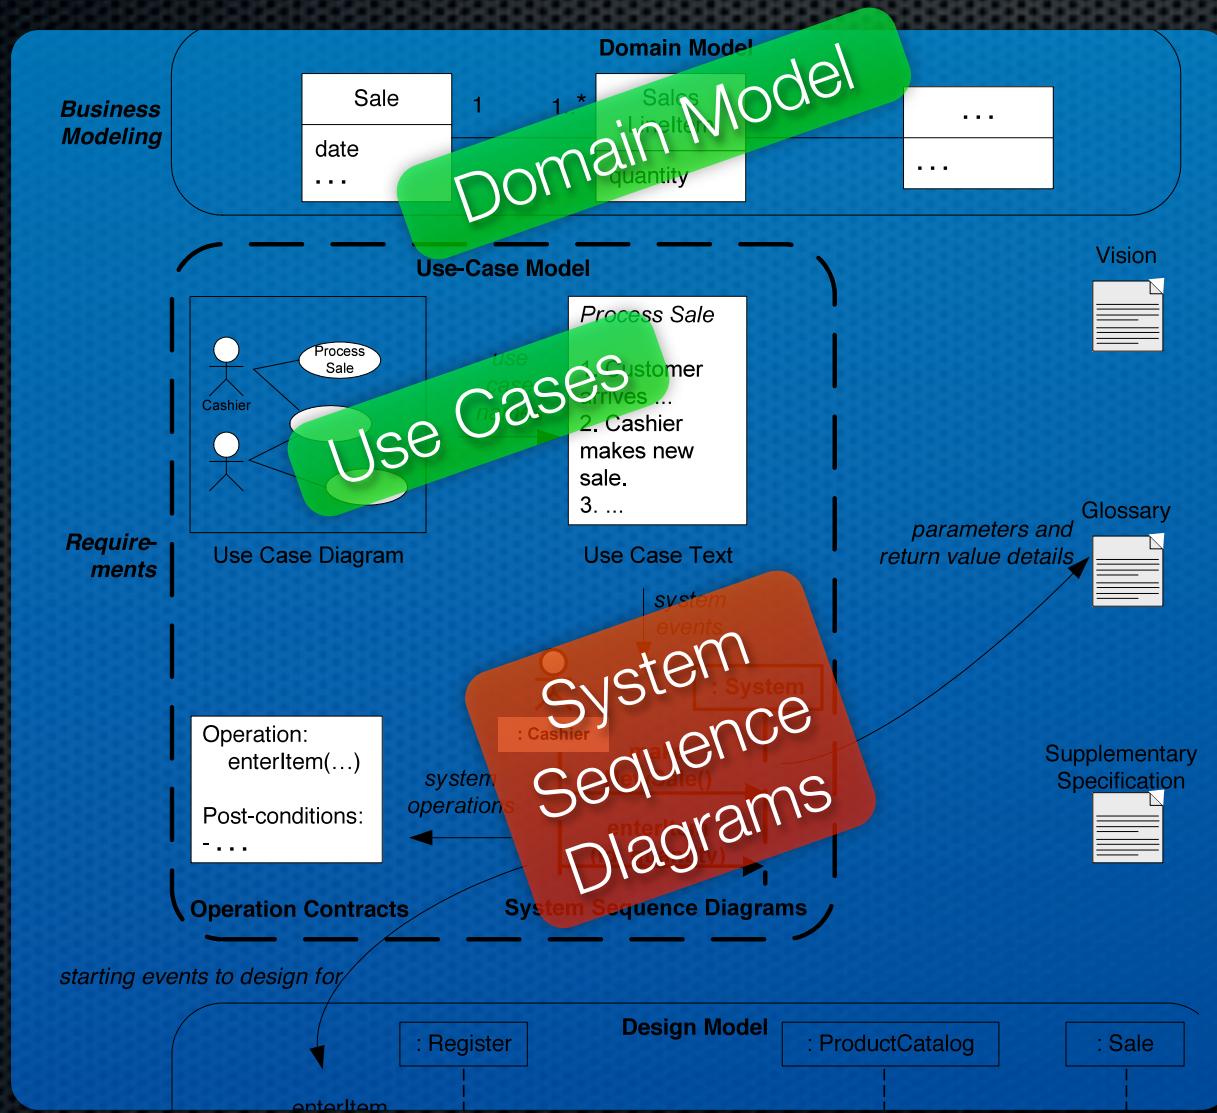 Domain Model
Business
Modeling
Sale
1
1..*
Sales
LineItem
. . .
date
. . .
quantity
. . .
Domain Model
Use-Case Model
Vision
Process
Sale
Cashier
use
case
Process Sale
1. Customer
arrives ...
2. Cashier
makes new
sale.
3. ...
Use Cases
Require-
ments
Use Case Diagram
Use Case Text
Glossary
parameters and
return value details
system
events
: System
: Cashier
System
Sequence
DIagrams
Operation:
enterItem(…)
Post-conditions:
- . . .
system
operations
Supplementary
Specification
Operation Contracts
System Sequence Diagrams
starting events to design for
Design Model
: Register
: ProductCatalog
: Sale
enterItem